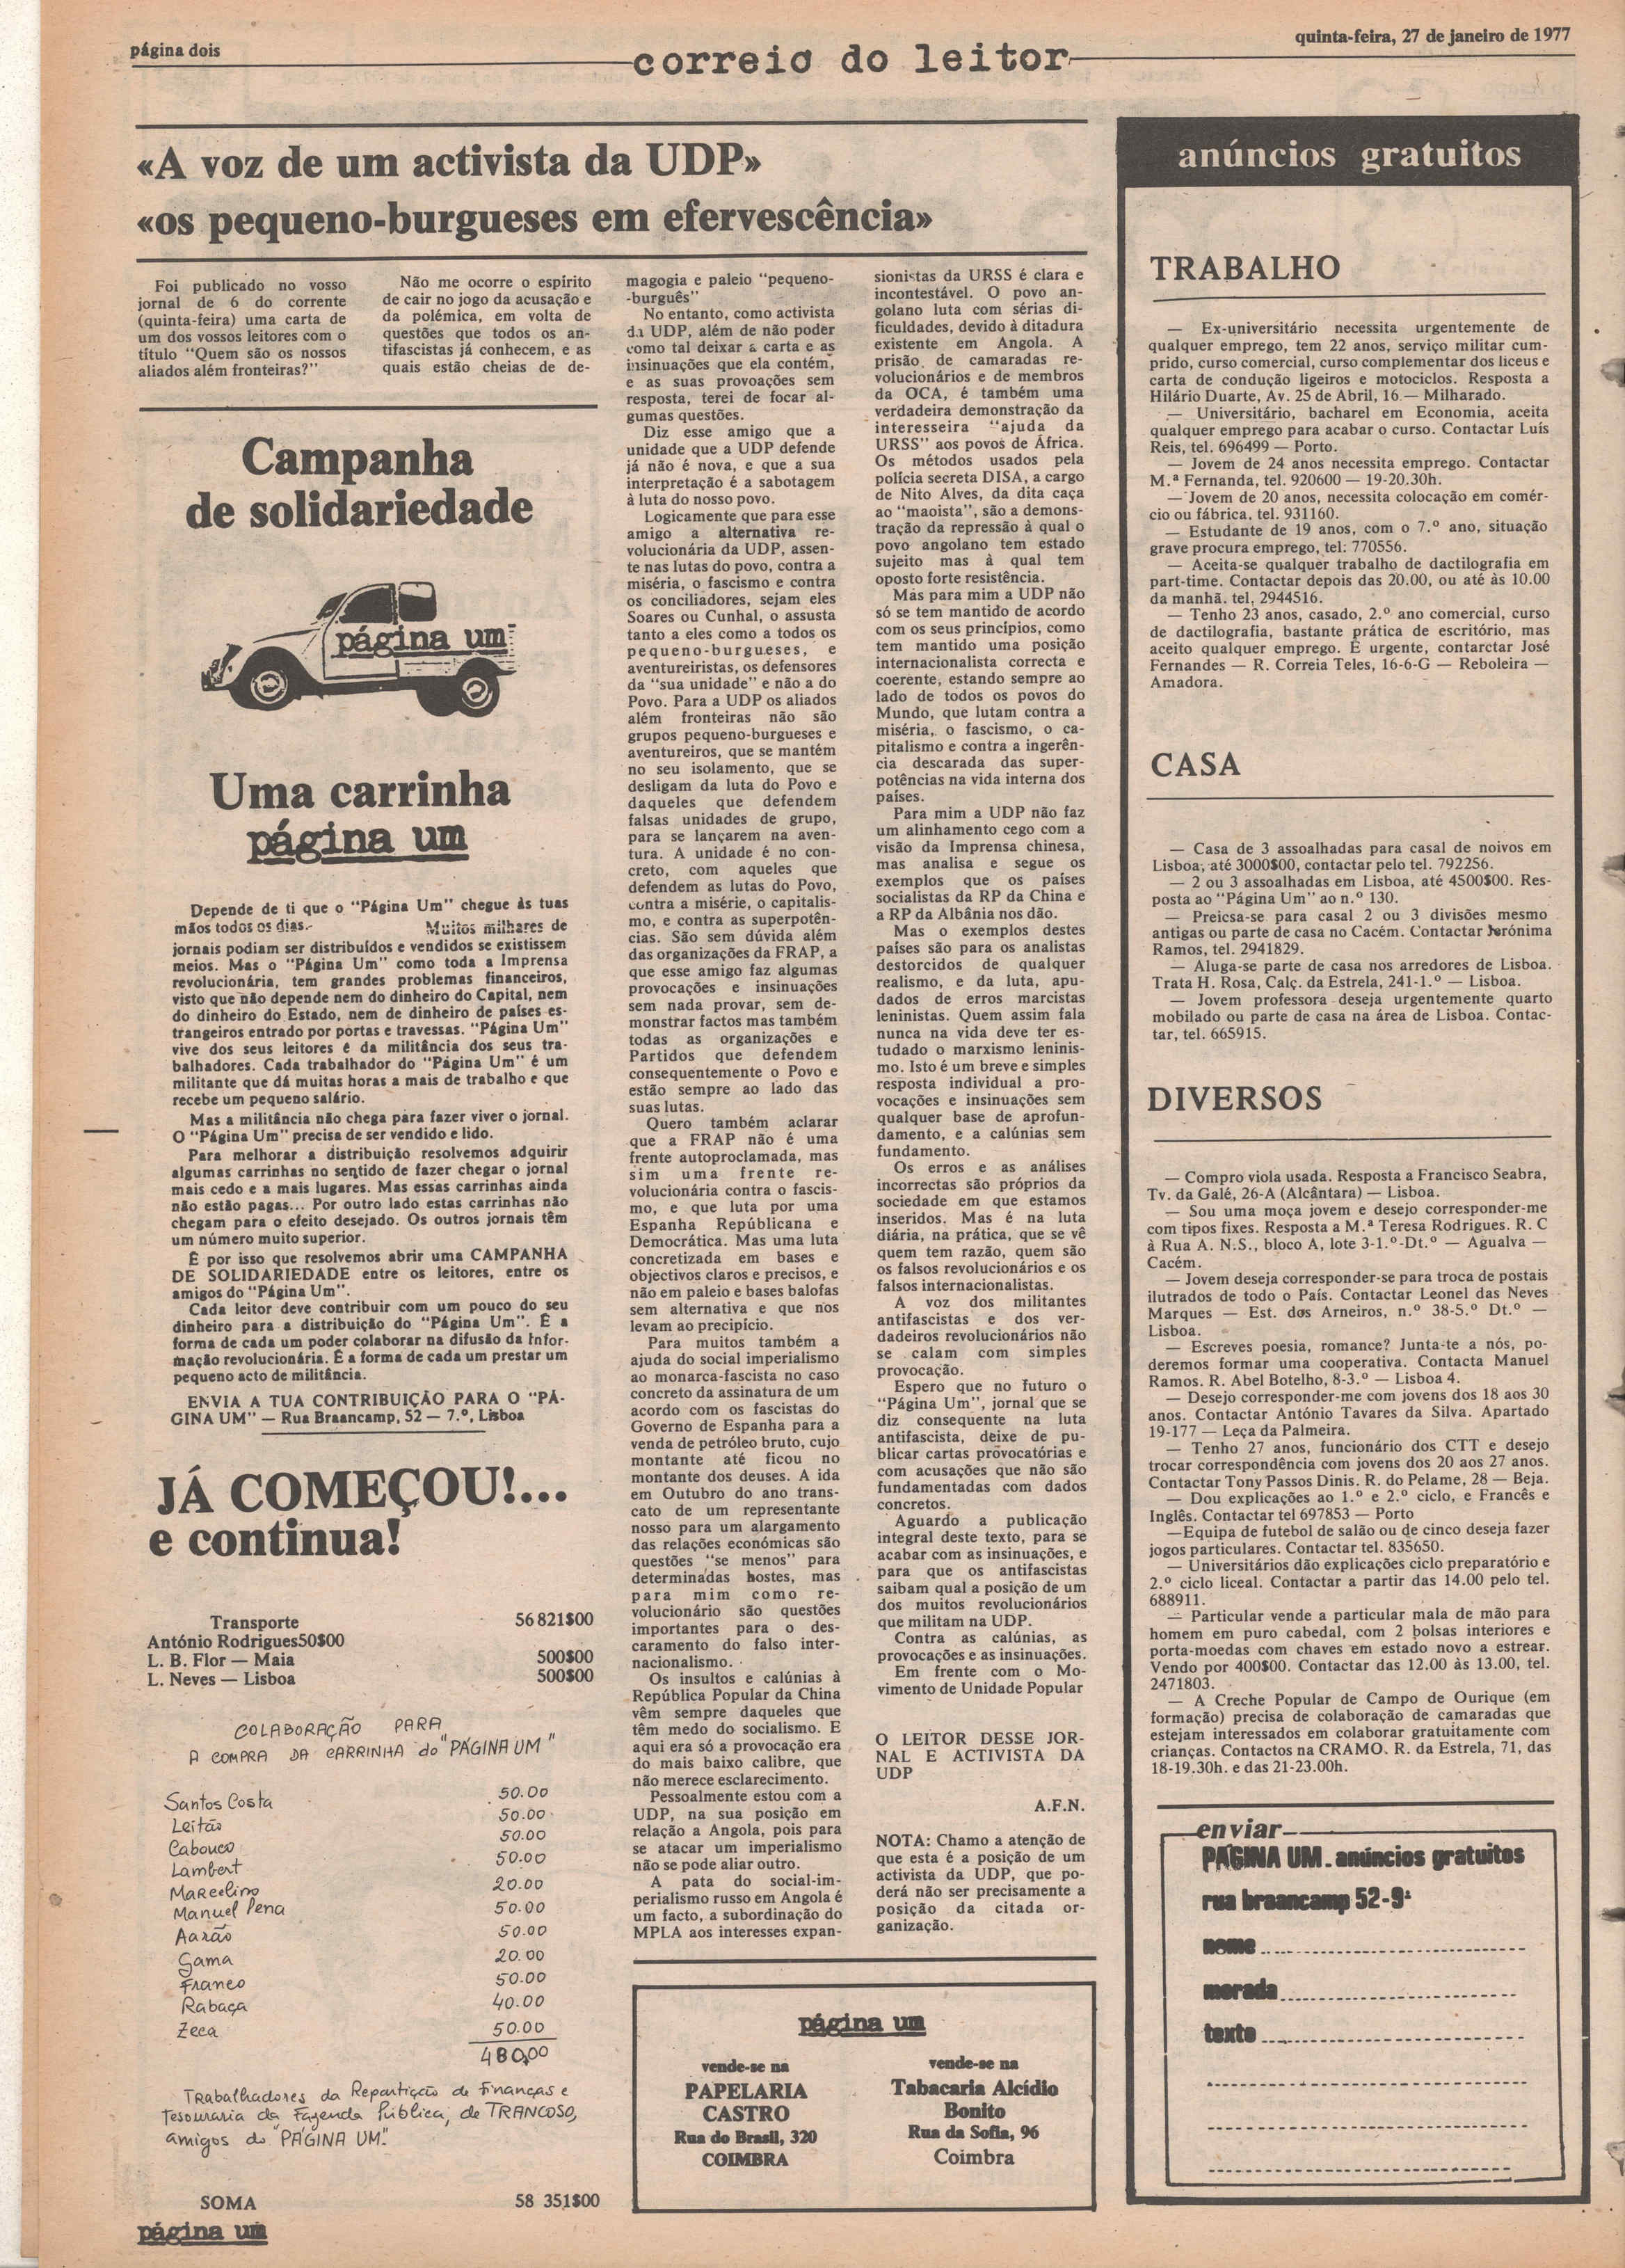 página dois
correio do leitor
quinta-feira, 27 de janeiro de 1977
«A voz de um activista da UDP»
«os pequeno-burgueses em efervescência»
Foi publicado no vosso
jornal de 6 do corrente
(quinta-feira) uma carta de
um dos vossos leitores com o
título "Quem são os nossos
aliados além fronteiras?"
Não me ocorre o espírito
de cair no jogo da acusação e
da polémica, em volta de
questões que todos os an-
tifascistas já conhecem, e as
quais estão cheias de de-
magogia e paleio "pequeno-
-burguês"
No entanto, como activista
da UDP, além de não poder
como tal deixar a carta e as
insinuações que ela contém,
e as suas provoações sem
resposta, terei de focar al-
gumas questões.
Diz esse amigo que a
unidade que a UDP defende
já não é nova, e que a sua
interpretação é a sabotagem
à luta do nosso povo.
Logicamente que para esse
amigo a alternativa re-
volucionária da UDP, assen-
te nas lutas do povo, contra a
miséria, o fascismo e contra
os conciliadores, sejam eles
Soares ou Cunhal, o assusta
tanto a eles como a todos os
pequeno-burgueses, e
aventureiristas, os defensores
da "sua unidade" e não a do
Povo. Para a UDP os aliados
além fronteiras não são
grupos pequeno-burgueses e
aventureiros, que se mantém
no seu isolamento, que se
desligam da luta do Povo e
daqueles que defendem
falsas unidades de grupo,
para se lançarem na aven-
tura. A unidade é no con-
creto, com aqueles que
defendem as lutas do Povo,
contra a misérie, o capitalis-
mo, e contra as superpotên-
cias. São sem dúvida além
das organizações da FRAP, a
que esse amigo faz algumas
provocações e insinuações
sem nada provar, sem de-
monstrar factos mas também
todas as organizações e
Partidos que defendem
consequentemente o Povo e
estão sempre ao lado das
suas lutas.
Quero também aclarar
que a FRAP não é uma
frente autoproclamada, mas
sim uma frente re-
volucionária contra o fascis-
mo, e que luta por uma
Espanha Républicana e
Democrática. Mas uma luta
concretizada em bases e
objectivos claros e precisos, e
não em paleio e bases balofas
sem alternativa e que nos
levam ao precipício.
Para muitos também a
ajuda do social imperialismo
ao monarca-fascista no caso
concreto da assinatura de um
acordo com os fascistas do
Governo de Espanha para a
venda de petróleo bruto, cujo
montante até ficou no
montante dos deuses. A ida
em Outubro do ano trans-
cato de um representante
nosso para um alargamento
das relações económicas são
questões "se menos" para
determinadas hostes, mas
para mim como re-
volucionário são questões
importantes para o des-
caramento do falso inter-
nacionalismo.
Os insultos e calúnias à
República Popular da China
vêm sempre daqueles que
têm medo do socialismo. E
aqui era só a provocação era
do mais baixo calibre, que
não merece esclarecimento.
Pessoalmente estou com a
UDP, na sua posição em
relação a Angola, pois para
se atacar um imperialismo
não se pode aliar outro.
A pata do social-im-
perialismo russo em Angola é
um facto, a subordinação do
MPLA aos interesses expan-
sionistas da URSS é clara e
incontestável. O povo an-
golano luta com sérias di-
ficuldades, devido à ditadura
existente em Angola. A
prisão de camaradas re-
volucionários e de membros
da OCA, é também uma
verdadeira demonstração da
interesseira "ajuda da
URSS" aos povos de África.
Os métodos usados pela
polícia secreta DISA, a cargo
de Nito Alves, da dita caça
ao "maoista", são a demons-
tração da repressão à qual o
povo angolano tem estado
sujeito mas à qual tem
oposto forte resistência.
Mas para mim a UDP não
só se tem mantido de acordo
com os seus princípios, como
tem mantido uma posição
internacionalista correcta e
coerente, estando sempre ao
lado de todos os povos do
Mundo, que lutam contra a
miséria, o fascismo, o ca-
pitalismo e contra a ingerên-
cia descarada das super-
potências na vida interna dos
países.
Para mim a UDP não faz
um alinhamento cego com a
visão da Imprensa chinesa,
mas analisa e segue os
exemplos que os países
socialistas da RP da China e
a RP da Albânia nos dão.
Mas o exemplos destes
países são para os analistas
destorcidos de qualquer
realismo, e da luta, apu-
dados de erros marcistas
leninistas. Quem assim fala
nunca na vida deve ter es-
tudado o marxismo leninis-
mo. Isto é um breve e simples
resposta individual a pro-
vocações e insinuações sem
qualquer base de aprofun-
damento, e a calúnias sem
fundamento.
Os erros e as análises
incorrectas são próprios da
sociedade em que estamos
inseridos. Mas é na luta
diária, na prática, que se vê
quem tem razão, quem são
os falsos revolucionários e os
falsos internacionalistas.
A voz dos militantes
antifascistas e dos ver-
dadeiros revolucionários não
se calam com simples
provocação.
Espero que no futuro o
"Página Um", jornal que se
diz consequente na luta
antifascista, deixe de pu-
blicar cartas provocatórias e
com acusações que não são
fundamentadas com dados
concretos.
Aguardo a publicação
integral deste texto, para se
acabar com as insinuações, e
para que os antifascistas
saibam qual a posição de um
dos muitos revolucionários
que militam na UDP.
Contra as calúnias, as
provocações e as insinuações.
Em frente com o Mo-
vimento de Unidade Popular
O LEITOR DESSE JOR-
NAL E ACTIVISTA DA
UDP
A.F.N.
NOTA: Chamo a atenção de
que esta é a posição de um
activista da UDP, que po-
derá não ser precisamente a
posição da citada or-
ganização.
Campanha
de solidariedade
página um
Uma carrinha
página um
Depende de ti que o "Página Um" chegue às tuas
mãos todos os dias. Muitos milhares de
jornais podiam ser distribuídos e vendidos se existissem
meios. Mas o "Página Um" como toda a Imprensa
revolucionária, tem grandes problemas financeiros,
visto que não depende nem do dinheiro do Capital, nem
do dinheiro do Estado, nem de dinheiro de países es-
trangeiros entrado por portas e travessas. "Página Um"
vive dos seus leitores é da militância dos seus tra-
balhadores. Cada trabalhador do "Página Um" é um
militante que dá muitas horas a mais de trabalho e que
recebe um pequeno salário.
Mas a militância não chega para fazer viver o jornal.
O "Página Um" precisa de ser vendido e lido.
Para melhorar a distribuição resolvemos adquirir
algumas carrinhas no sentido de fazer chegar o jornal
mais cedo e a mais lugares. Mas essas carrinhas ainda
não estão pagas... Por outro lado estas carrinhas não
chegam para o efeito desejado. Os outros jornais têm
um número muito superior.
É por isso que resolvemos abrir uma CAMPANHA
DE SOLIDARIEDADE entre os leitores, entre os
amigos do "Página Um".
Cada leitor deve contribuir com um pouco do seu
dinheiro para a distribuição do "Página Um". É a
forma de cada um poder colaborar na difusão da Infor-
mação revolucionária. É a forma de cada um prestar um
pequeno acto de militância.
ENVIA A TUA CONTRIBUIÇÃO PARA O "PÁ-
GINA UM" — Rua Braancamp, 52 — 7.º, Lisboa
JÁ COMEÇOU!...
e continua!
Transporte 56 821$00
António Rodrigues50$00
L. B. Flor — Maia 500$00
L. Neves — Lisboa 500$00
COLABORAÇÃO PARA
A COMPRA DA CARRINHA do "PÁGINA UM"
Santos Costa 50.00
Leitão 50.00
Cabouco 50.00
Lambert 50.00
Marcelino 20.00
Manuel Pena 50.00
Aarão 50.00
Gama 20.00
Franco 50.00
Rabaça 40.00
Zeca 50.00
480,00
Trabalhadores da Repartição de Finanças e
Tesouraria da Fazenda Pública, de TRANCOSO,
amigos do "PÁGINA UM".
SOMA 58 351$00
página um
página um
vende-se na
PAPELARIA
CASTRO
Rua do Brasil, 320
COIMBRA
vende-se na
Tabacaria Alcídio
Bonito
Rua da Sofia, 96
Coimbra
anúncios gratuitos
TRABALHO
— Ex-universitário necessita urgentemente de
qualquer emprego, tem 22 anos, serviço militar cum-
prido, curso comercial, curso complementar dos liceus e
carta de condução ligeiros e motociclos. Resposta a
Hilário Duarte, Av. 25 de Abril, 16 — Milharado.
— Universitário, bacharel em Economia, aceita
qualquer emprego para acabar o curso. Contactar Luís
Reis, tel. 696499 — Porto.
— Jovem de 24 anos necessita emprego. Contactar
M.ª Fernanda, tel. 920600 — 19-20.30h.
— Jovem de 20 anos, necessita colocação em comér-
cio ou fábrica, tel. 931160.
— Estudante de 19 anos, com o 7.º ano, situação
grave procura emprego, tel: 770556.
— Aceita-se qualquer trabalho de dactilografia em
part-time. Contactar depois das 20.00, ou até às 10.00
da manhã. tel. 2944516.
— Tenho 23 anos, casado, 2.º ano comercial, curso
de dactilografia, bastante prática de escritório, mas
aceito qualquer emprego. É urgente, contarctar José
Fernandes — R. Correia Teles, 16-6-G — Reboleira —
Amadora.
CASA
— Casa de 3 assoalhadas para casal de noivos em
Lisboa, até 3000$00, contactar pelo tel. 792256.
— 2 ou 3 assoalhadas em Lisboa, até 4500$00. Res-
posta ao "Página Um" ao n.º 130.
— Preicsa-se para casal 2 ou 3 divisões mesmo
antigas ou parte de casa no Cacém. Contactar Jerónima
Ramos, tel. 2941829.
— Aluga-se parte de casa nos arredores de Lisboa.
Trata H. Rosa, Calç. da Estrela, 241-1.º — Lisboa.
— Jovem professora deseja urgentemente quarto
mobilado ou parte de casa na área de Lisboa. Contac-
tar, tel. 665915.
DIVERSOS
— Compro viola usada. Resposta a Francisco Seabra,
Tv. da Galé, 26-A (Alcântara) — Lisboa.
— Sou uma moça jovem e desejo corresponder-me
com tipos fixes. Resposta a M.ª Teresa Rodrigues. R. C
à Rua A. N.S., bloco A, lote 3-1.º-Dt.º — Agualva —
Cacém.
— Jovem deseja corresponder-se para troca de postais
ilutrados de todo o País. Contactar Leonel das Neves
Marques — Est. dos Arneiros, n.º 38-5.º Dt.º —
Lisboa.
— Escreves poesia, romance? Junta-te a nós, po-
deremos formar uma cooperativa. Contacta Manuel
Ramos. R. Abel Botelho, 8-3.º — Lisboa 4.
— Desejo corresponder-me com jovens dos 18 aos 30
anos. Contactar António Tavares da Silva. Apartado
19-177 — Leça da Palmeira.
— Tenho 27 anos, funcionário dos CTT e desejo
trocar correspondência com jovens dos 20 aos 27 anos.
Contactar Tony Passos Dinis. R. do Pelame, 28 — Beja.
— Dou explicações ao 1.º e 2.º ciclo, e Francês e
Inglês. Contactar tel 697853 — Porto
—Equipa de futebol de salão ou de cinco deseja fazer
jogos particulares. Contactar tel. 835650.
— Universitários dão explicações ciclo preparatório e
2.º ciclo liceal. Contactar a partir das 14.00 pelo tel.
688911.
— Particular vende a particular mala de mão para
homem em puro cabedal, com 2 bolsas interiores e
porta-moedas com chaves em estado novo a estrear.
Vendo por 400$00. Contactar das 12.00 às 13.00, tel.
2471803.
— A Creche Popular de Campo de Ourique (em
formação) precisa de colaboração de camaradas que
estejam interessados em colaborar gratuitamente com
crianças. Contactos na CRAMO. R. da Estrela, 71, das
18-19.30h. e das 21-23.00h.
enviar
PÁGINA UM - anúncios gratuitos
rua braancamp 52-9º
nome
morada
texto